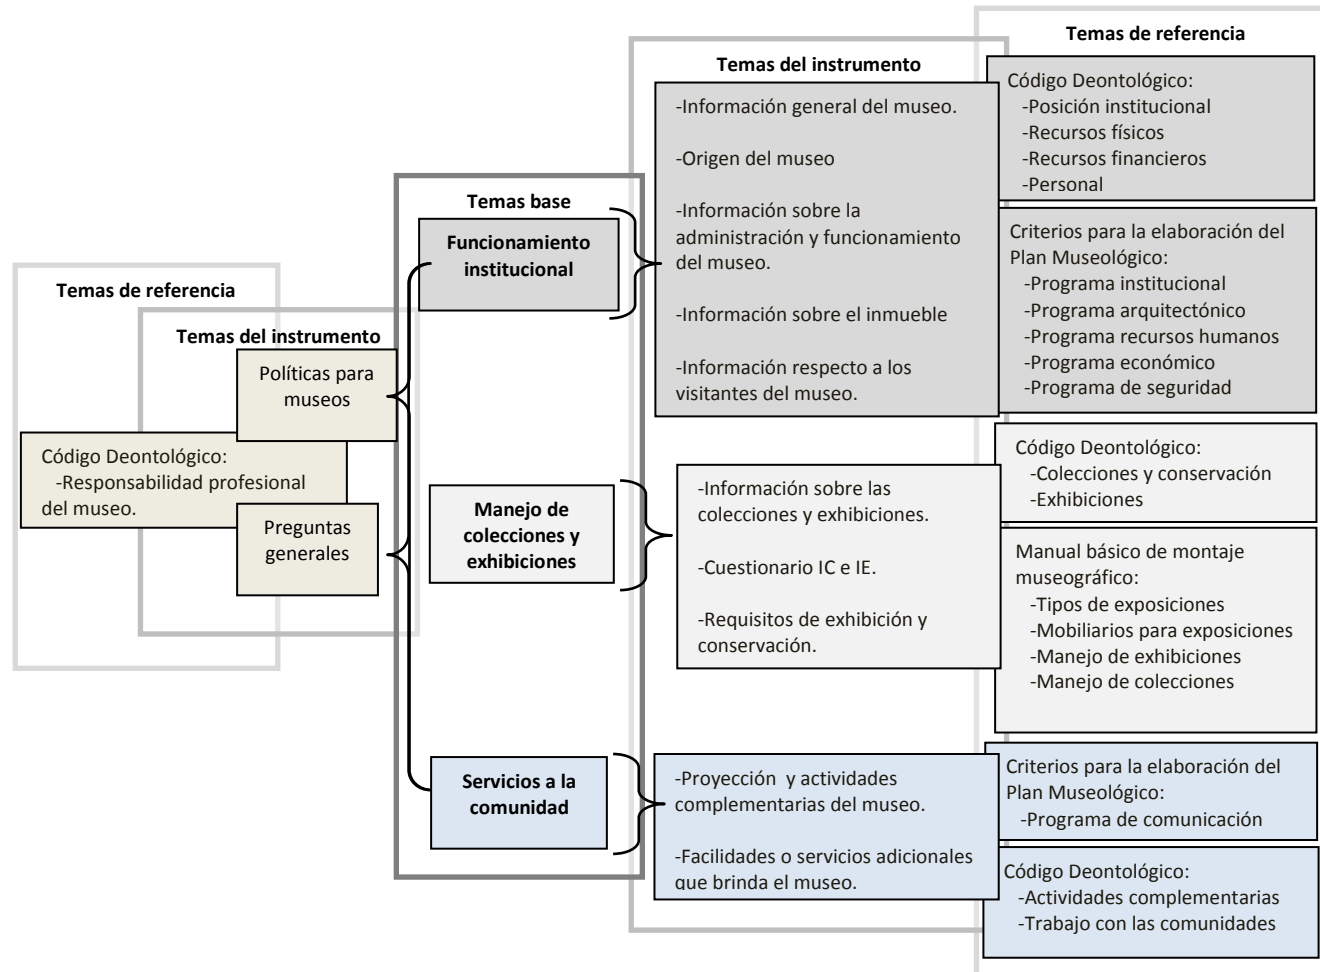 Temas de referencia
Temas del instrumento
Políticas para
museos
Código Deontológico:
-Responsabilidad profesional
del museo.
Preguntas
generales
Temas base
Funcionamiento
institucional
Manejo de
colecciones y
exhibiciones
Servicios a la
comunidad
Temas del instrumento
-Información general del museo.
-Origen del museo
-Información sobre la
administración y funcionamiento
del museo.
-Información sobre el inmueble
-Información respecto a los
visitantes del museo.
-Información sobre las
colecciones y exhibiciones.
-Cuestionario IC e IE.
-Requisitos de exhibición y
conservación.
-Proyección y actividades
complementarias del museo.
-Facilidades o servicios adicionales
que brinda el museo.
Temas de referencia
Código Deontológico:
-Posición institucional
-Recursos físicos
-Recursos financieros
-Personal
Criterios para la elaboración del
Plan Museológico:
-Programa institucional
-Programa arquitectónico
-Programa recursos humanos
-Programa económico
-Programa de seguridad
Código Deontológico:
-Colecciones y conservación
-Exhibiciones
Manual básico de montaje
museográfico:
-Tipos de exposiciones
-Mobiliarios para exposiciones
-Manejo de exhibiciones
-Manejo de colecciones
Criterios para la elaboración del
Plan Museológico:
-Programa de comunicación
Código Deontológico:
-Actividades complementarias
-Trabajo con las comunidades